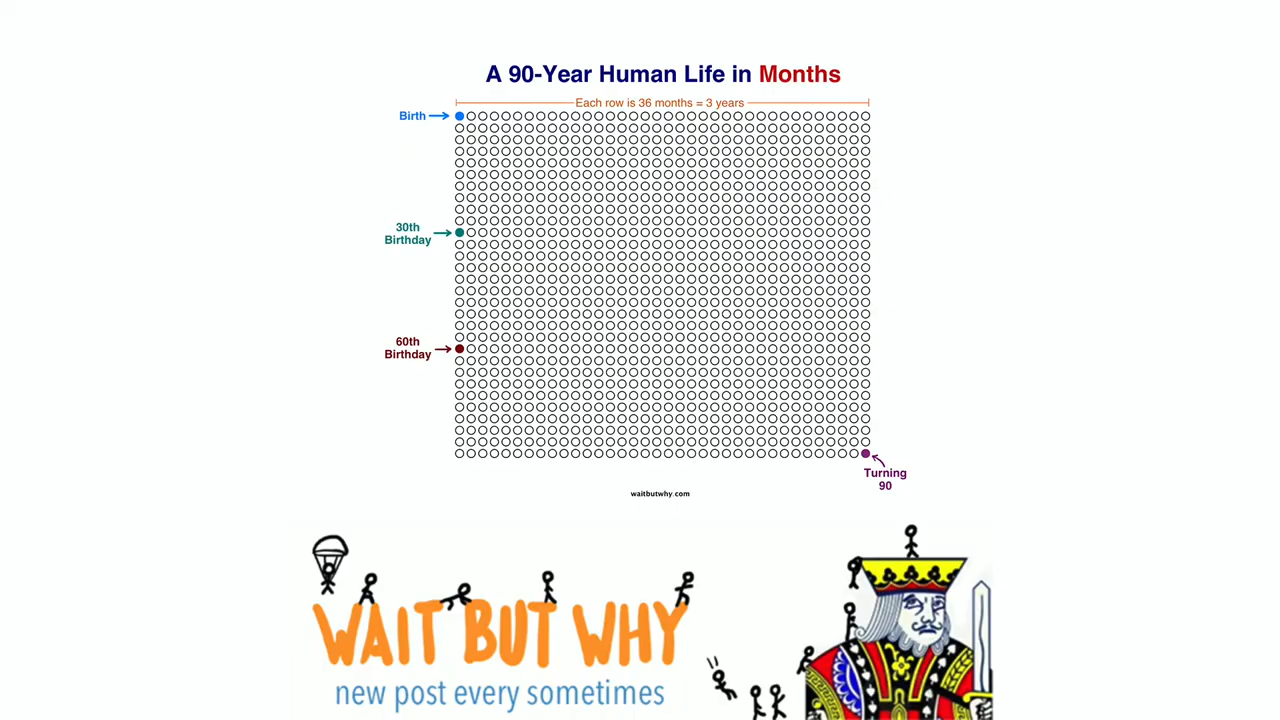 A 90-Year Human Life in Months
Each row is 36 months = 3 years
Birth
30th
Birthday
60th
Birthday
Turning
90
waitbutwhy.com
WAIT BUT WHY
new post every sometimes